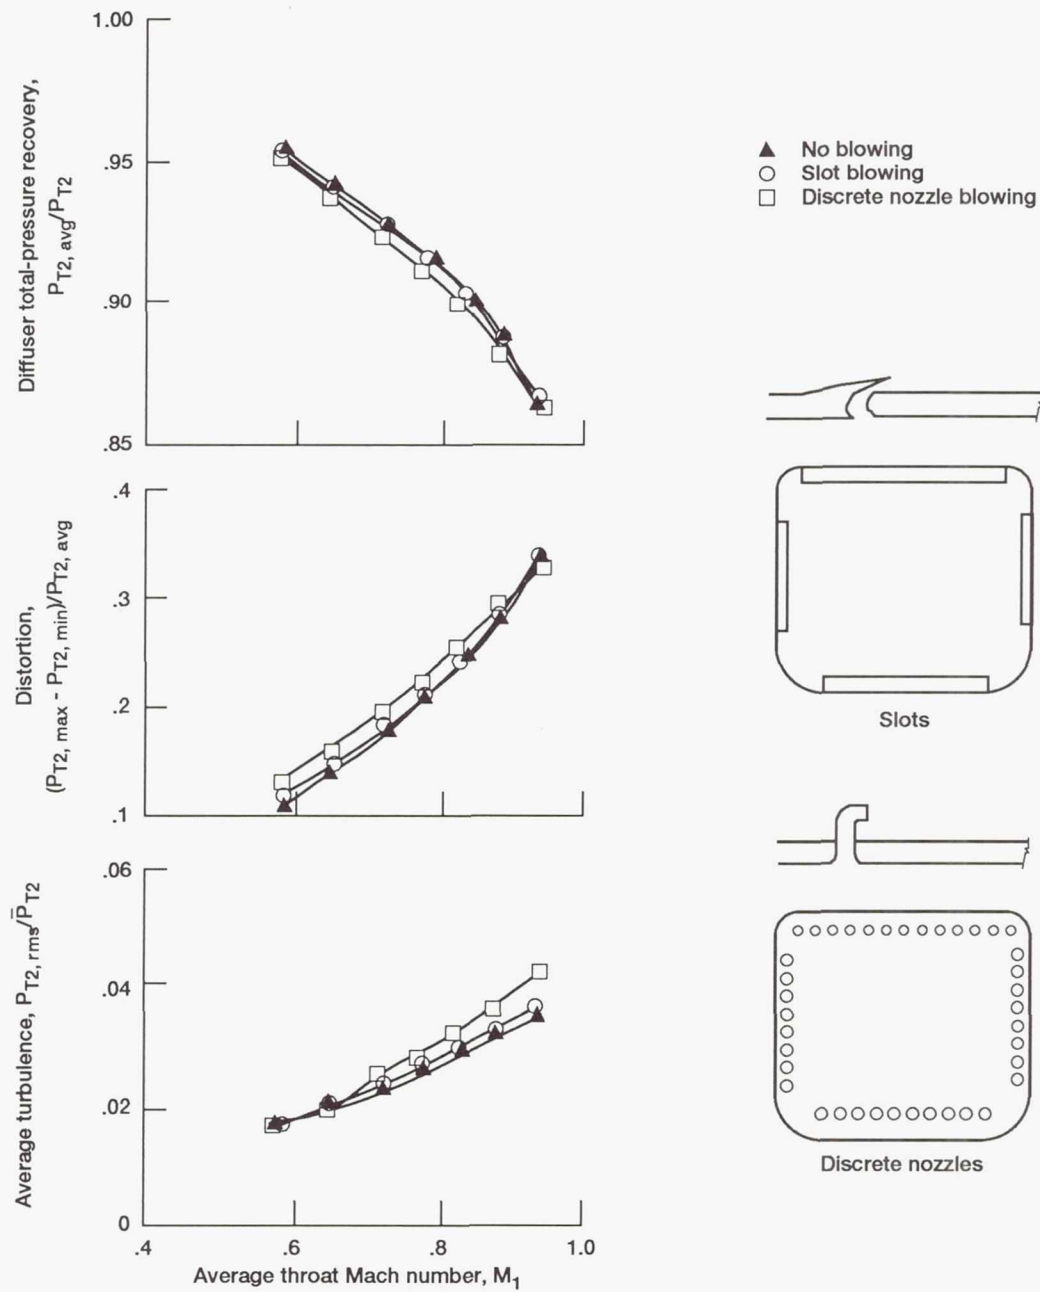 1.00
.95
.90
.85
Diffuser total-pressure recovery,
PT2, avg/PT2
No blowing
Slot blowing
Discrete nozzle blowing
.4
.3
.2
.1
Distortion,
(PT2, max - PT2, min)/PT2, avg
Slots
.06
.04
.02
0
Average turbulence, PT2, rms/P̄T2
.4 .6 .8 1.0
Average throat Mach number, M1
Discrete nozzles